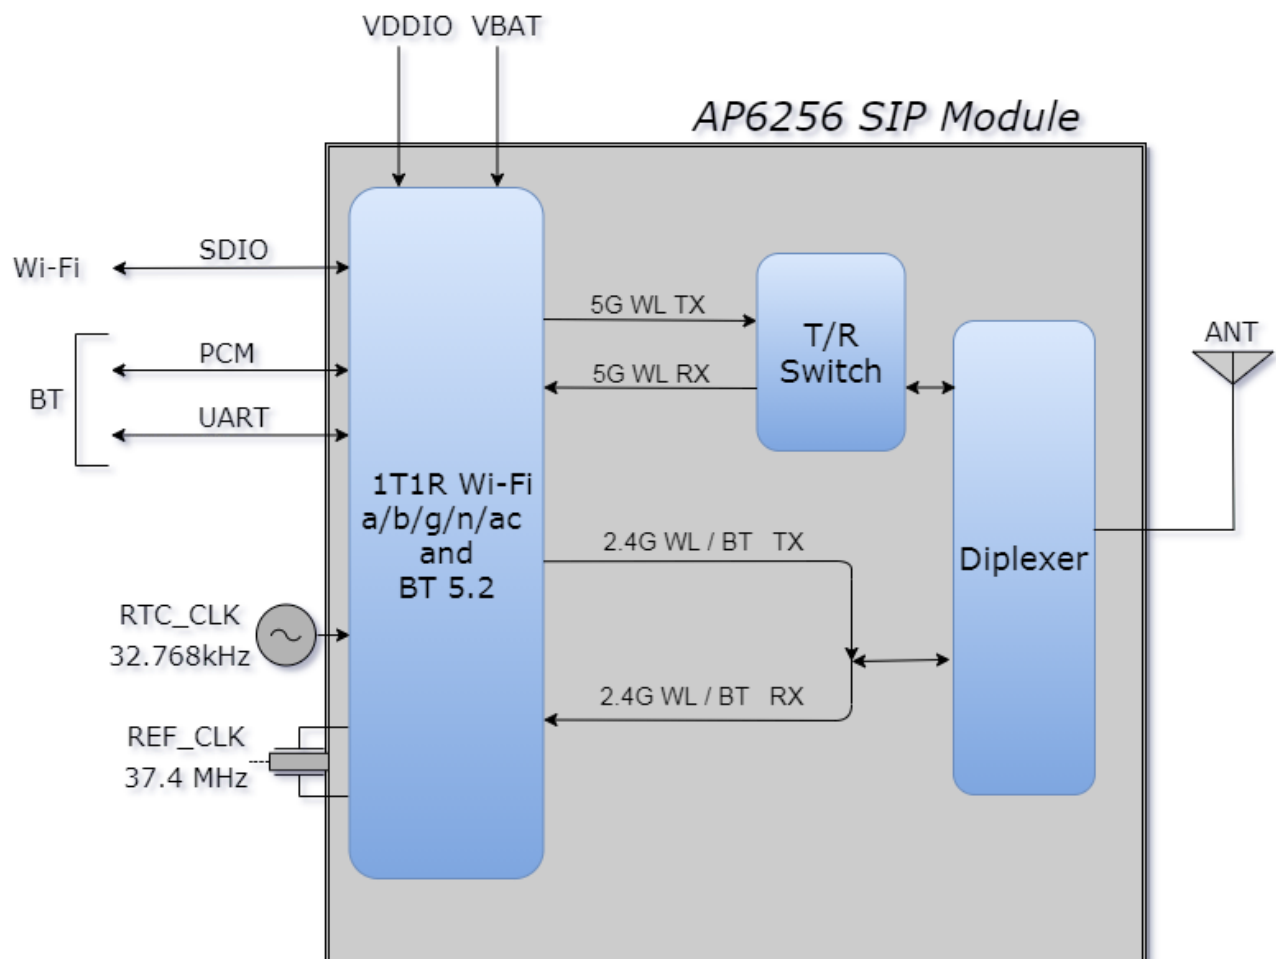 VDDIO VBAT
AP6256 SIP Module
SDIO
Wi-Fi
PCM
BT
UART
5G WL TX
5G WL RX
T/R
Switch
ANT
1T1R Wi-Fi
a/b/g/n/ac
and
BT 5.2
2.4G WL / BT TX
Diplexer
RTC_CLK
32.768kHz
2.4G WL / BT RX
REF_CLK
37.4 MHz